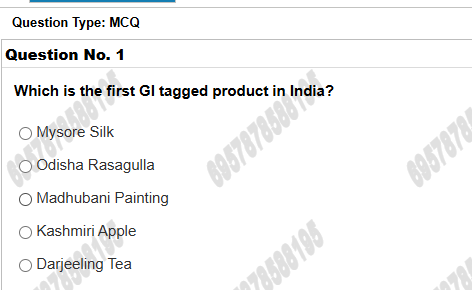 Question Type: MCQ
Question No. 1
Which is the first GI tagged product in India?
Mysore Silk
Odisha Rasagulla
Madhubani Painting
Kashmiri Apple
Darjeeling Tea